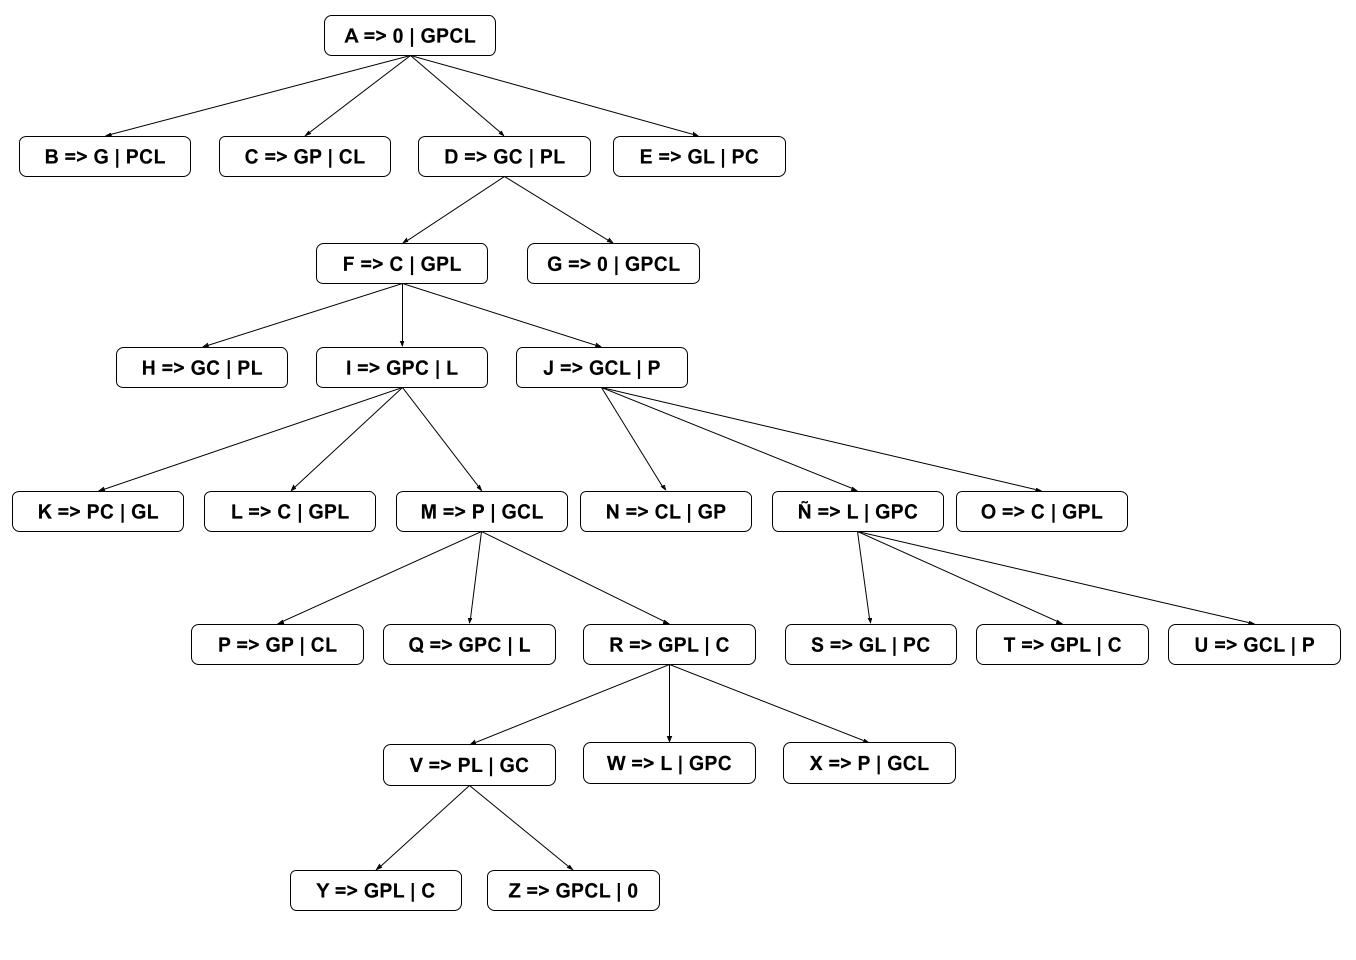 A => 0 | GPCL
B => G | PCL
C => GP | CL
D => GC | PL
E => GL | PC
F => C | GPL
G => 0 | GPCL
H => GC | PL
I => GPC | L
J => GCL | P
K => PC | GL
L => C | GPL
M => P | GCL
N => CL | GP
Ñ => L | GPC
O => C | GPL
P => GP | CL
Q => GPC | L
R => GPL | C
S => GL | PC
T => GPL | C
U => GCL | P
V => PL | GC
W => L | GPC
X => P | GCL
Y => GPL | C
Z => GPCL | 0